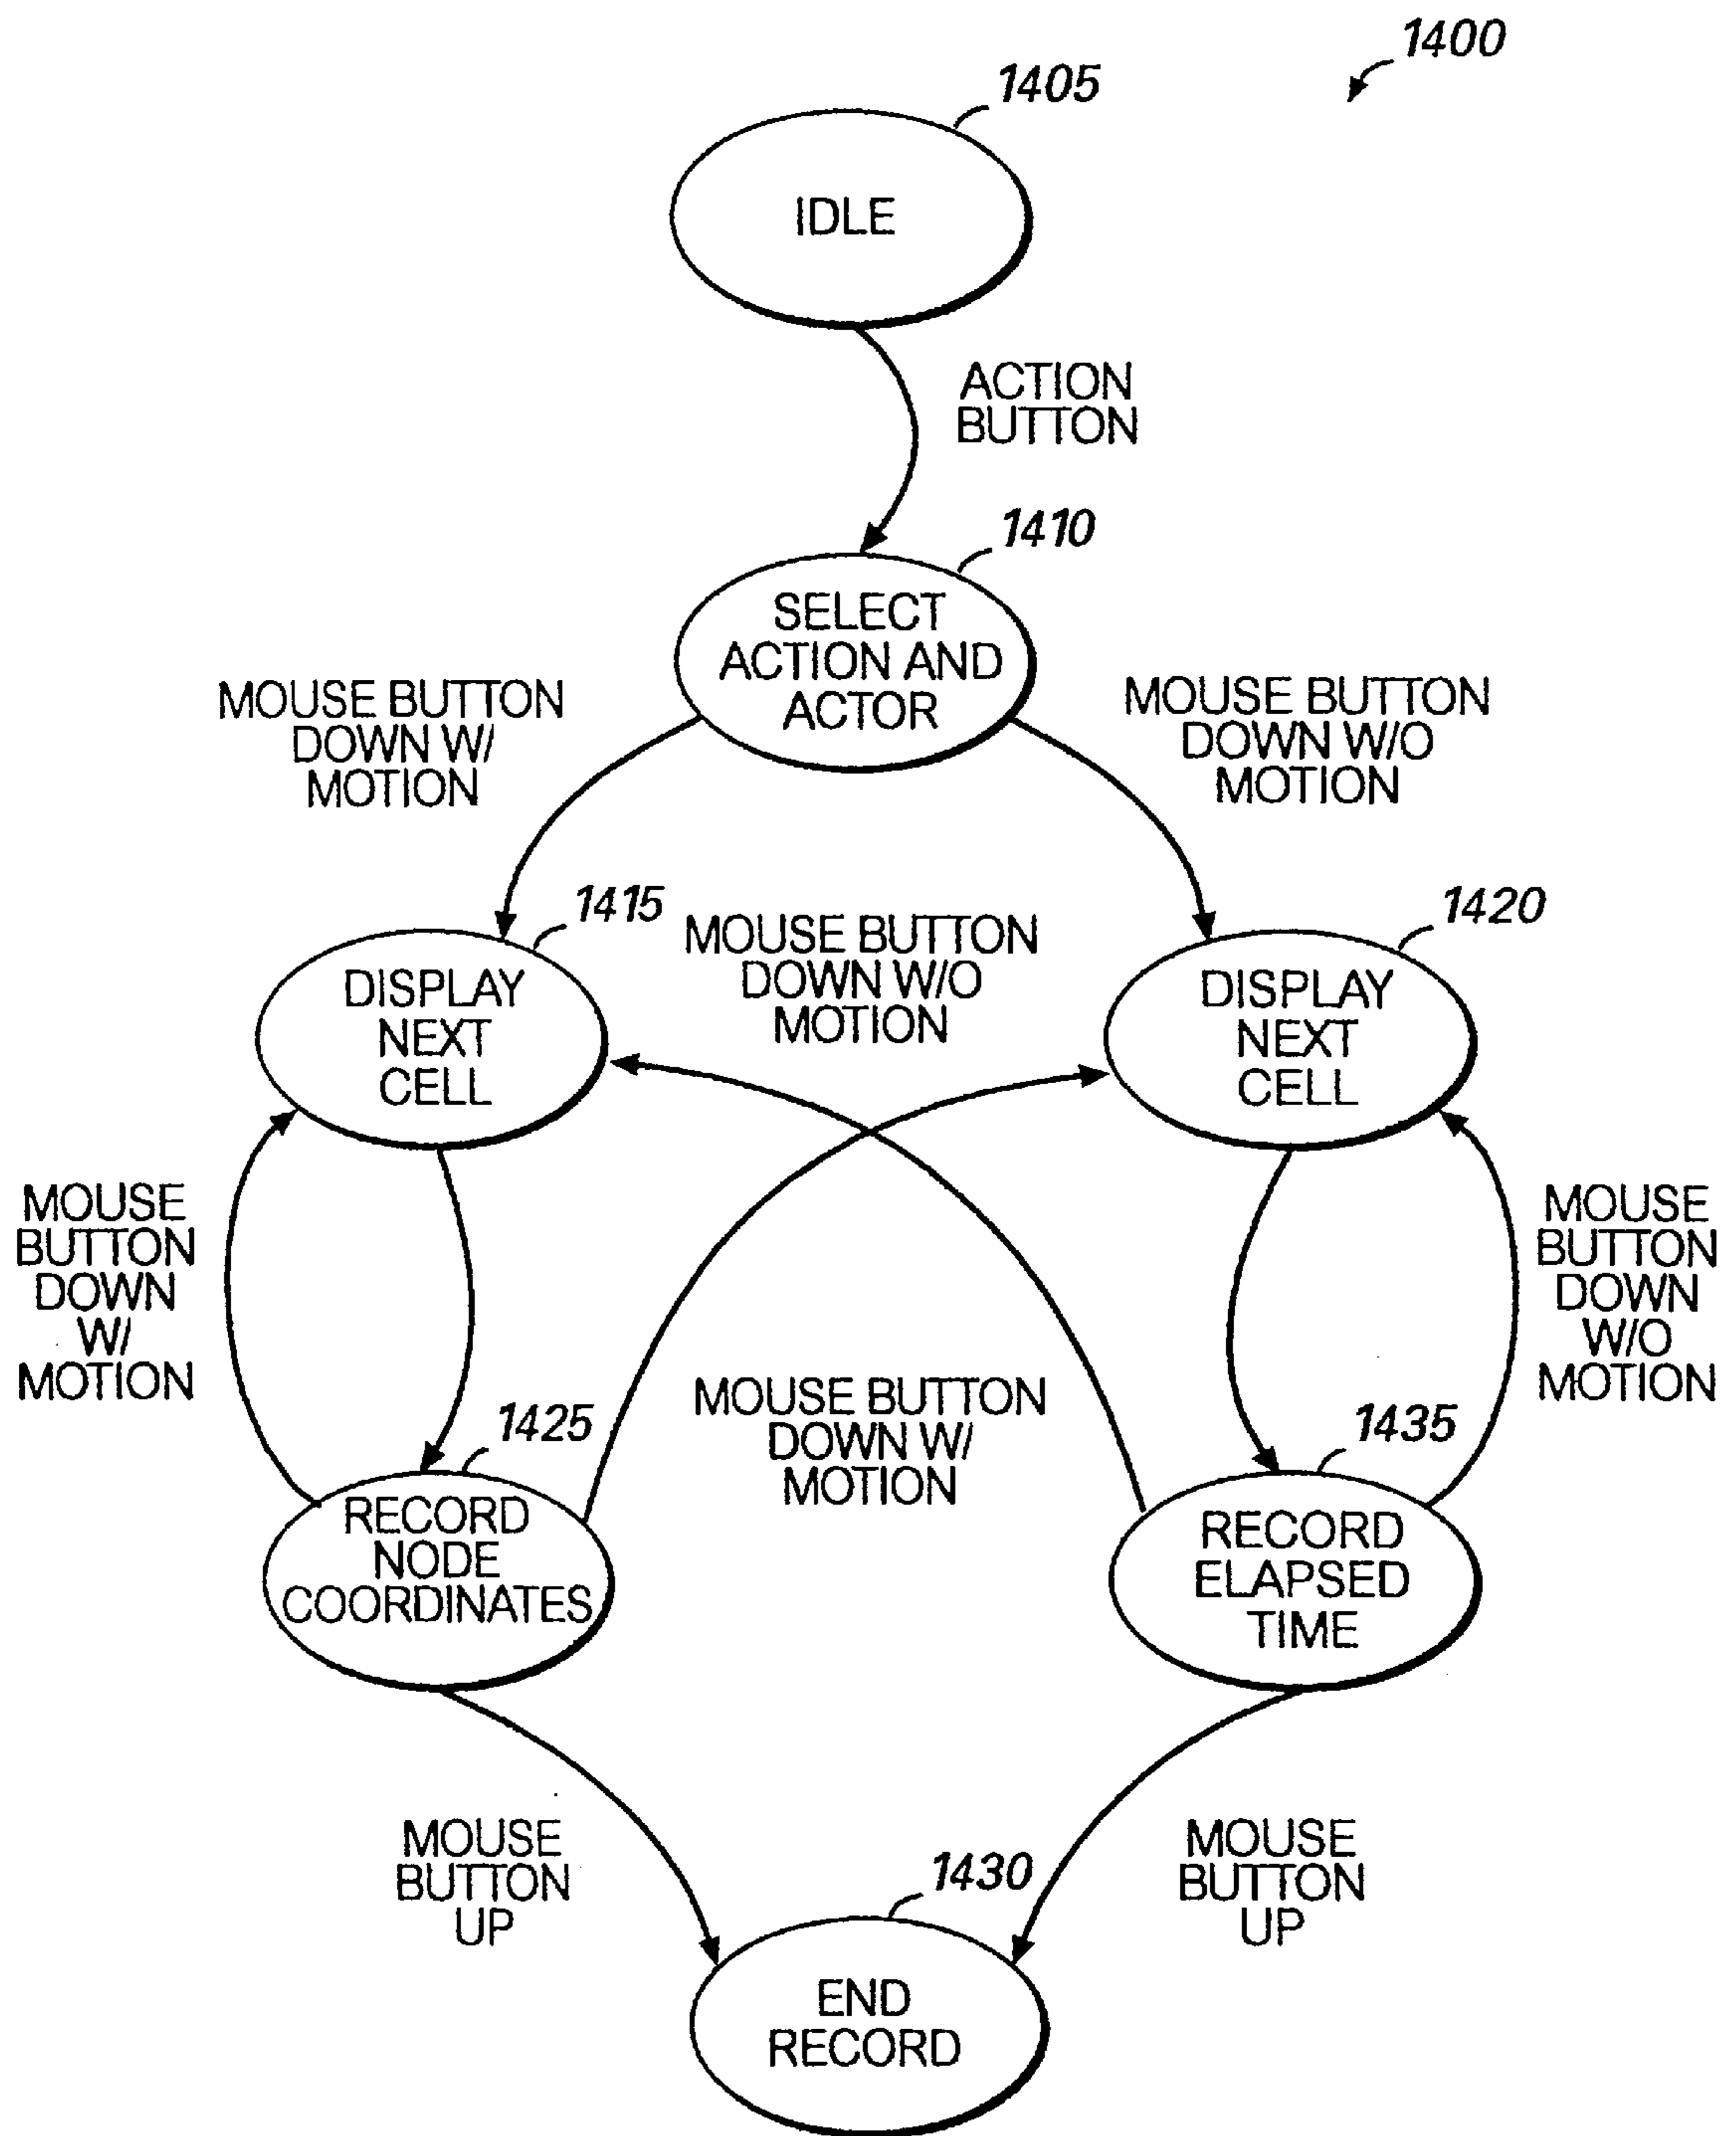 1400
1405
IDLE
ACTION
BUTTON
1410
SELECT
ACTION AND
ACTOR
MOUSE BUTTON
DOWN W/
MOTION
MOUSE BUTTON
DOWN W/O
MOTION
1415
DISPLAY
NEXT
CELL
MOUSE BUTTON
DOWN W/O
MOTION
1420
DISPLAY
NEXT
CELL
MOUSE
BUTTON
DOWN
W/
MOTION
MOUSE BUTTON
DOWN W/
MOTION
MOUSE
BUTTON
DOWN
W/O
MOTION
1425
RECORD
NODE
COORDINATES
1435
RECORD
ELAPSED
TIME
MOUSE
BUTTON
UP
MOUSE
BUTTON
UP
1430
END
RECORD